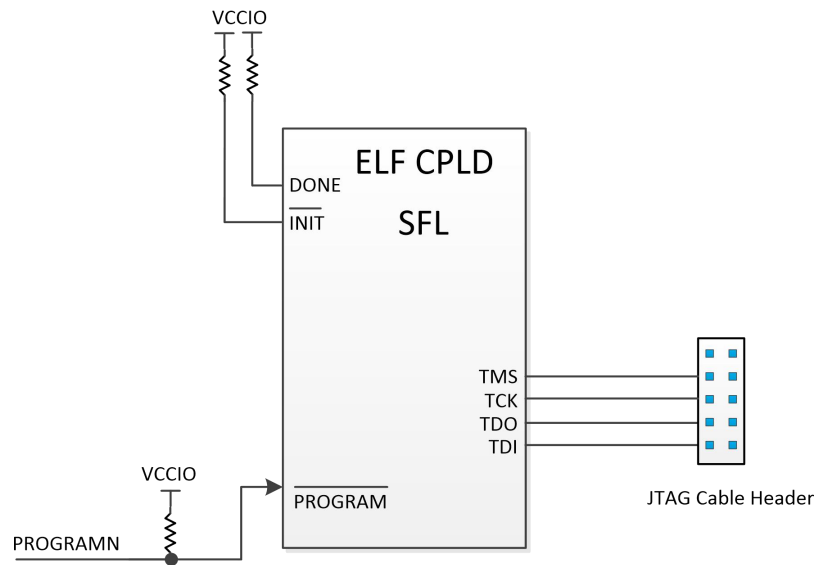 VCCIO
ELF CPLD
DONE
INIT
SFL
TMS
TCK
TDO
TDI
VCCIO
PROGRAM
JTAG Cable Header
PROGRAMN